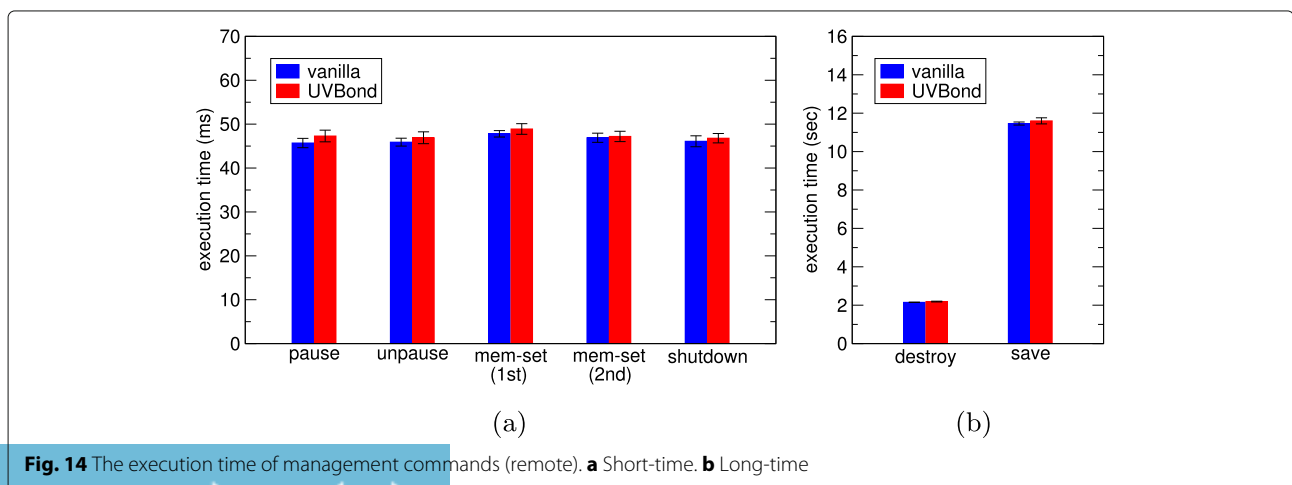 70
60
50
40
30
20
10
0
execution time (ms)
vanilla
UVBond
pause unpause mem-set (1st) mem-set (2nd) shutdown
(a)
16
14
12
10
8
6
4
2
0
execution time (sec)
vanilla
UVBond
destroy save
(b)
Fig. 14 The execution time of management commands (remote). a Short-time. b Long-time